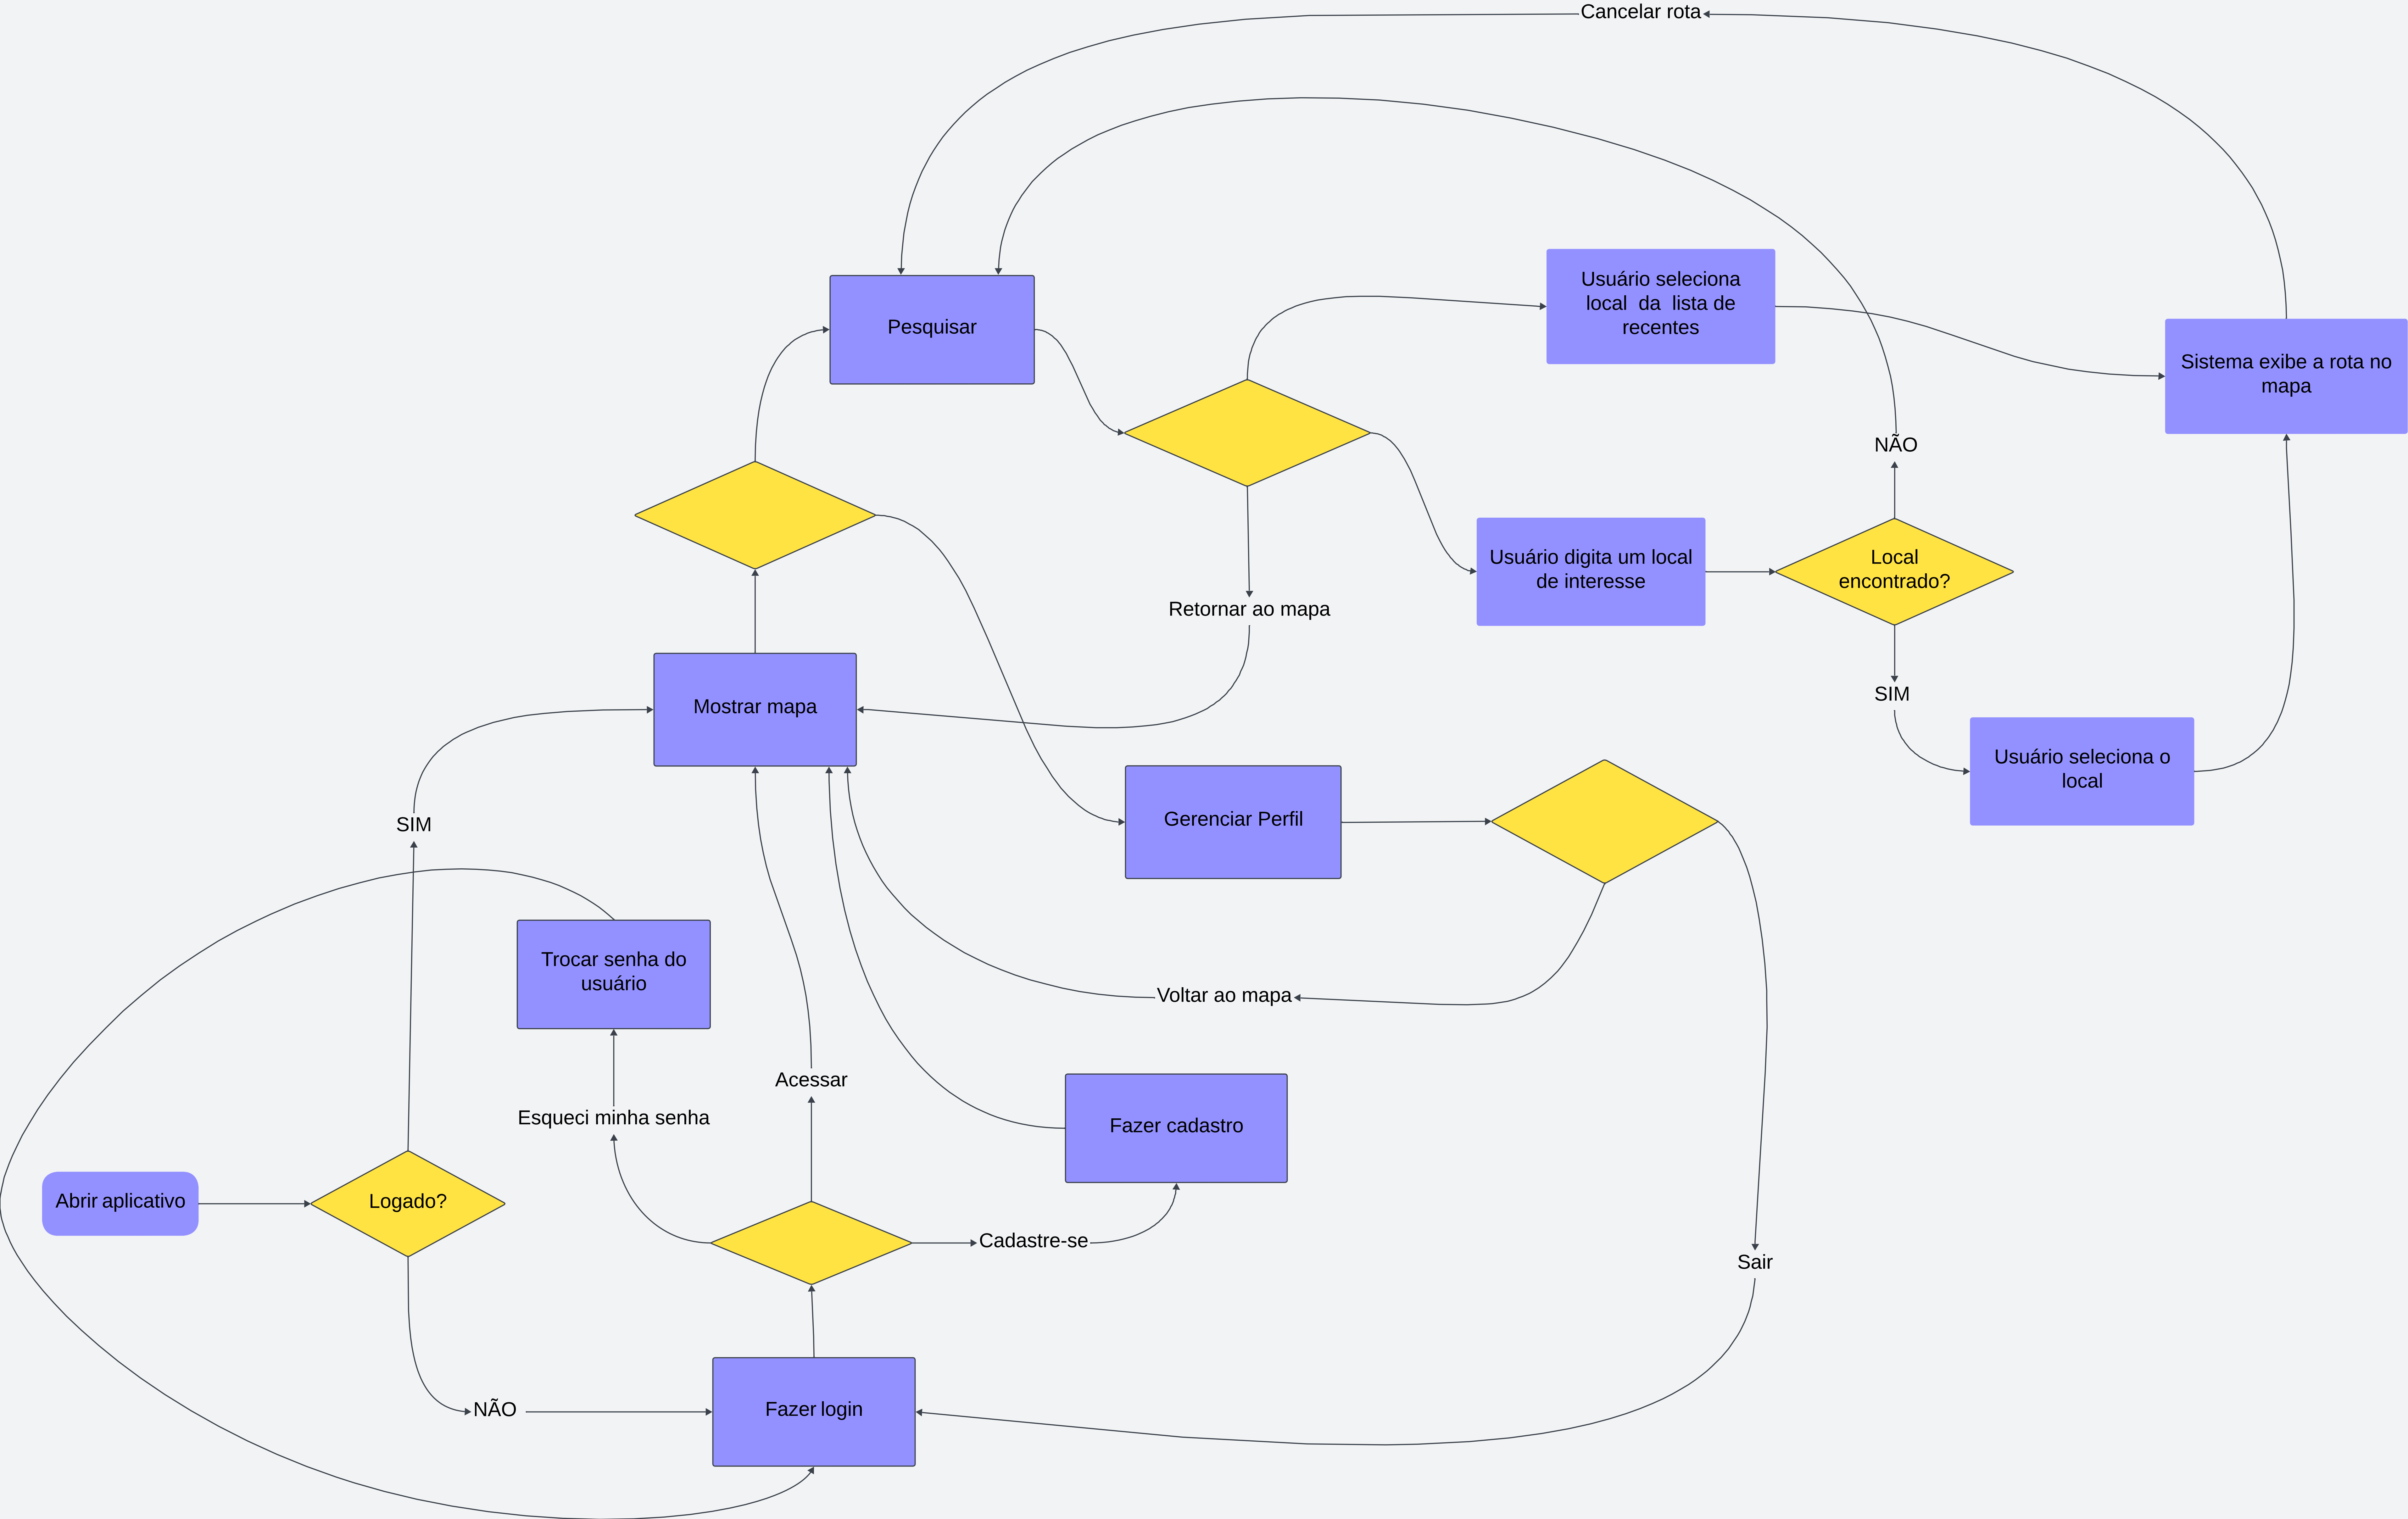 Cancelar rota
Usuário seleciona
local da lista de
recentes
Pesquisar
Sistema exibe a rota no
mapa
NÃO
Usuário digita um local
de interesse
Local
encontrado?
Retornar ao mapa
SIM
Mostrar mapa
Usuário seleciona o
local
Gerenciar Perfil
SIM
Trocar senha do
usuário
Voltar ao mapa
Acessar
Esqueci minha senha
Fazer cadastro
Abrir aplicativo
Logado?
Cadastre-se
Sair
NÃO
Fazer login